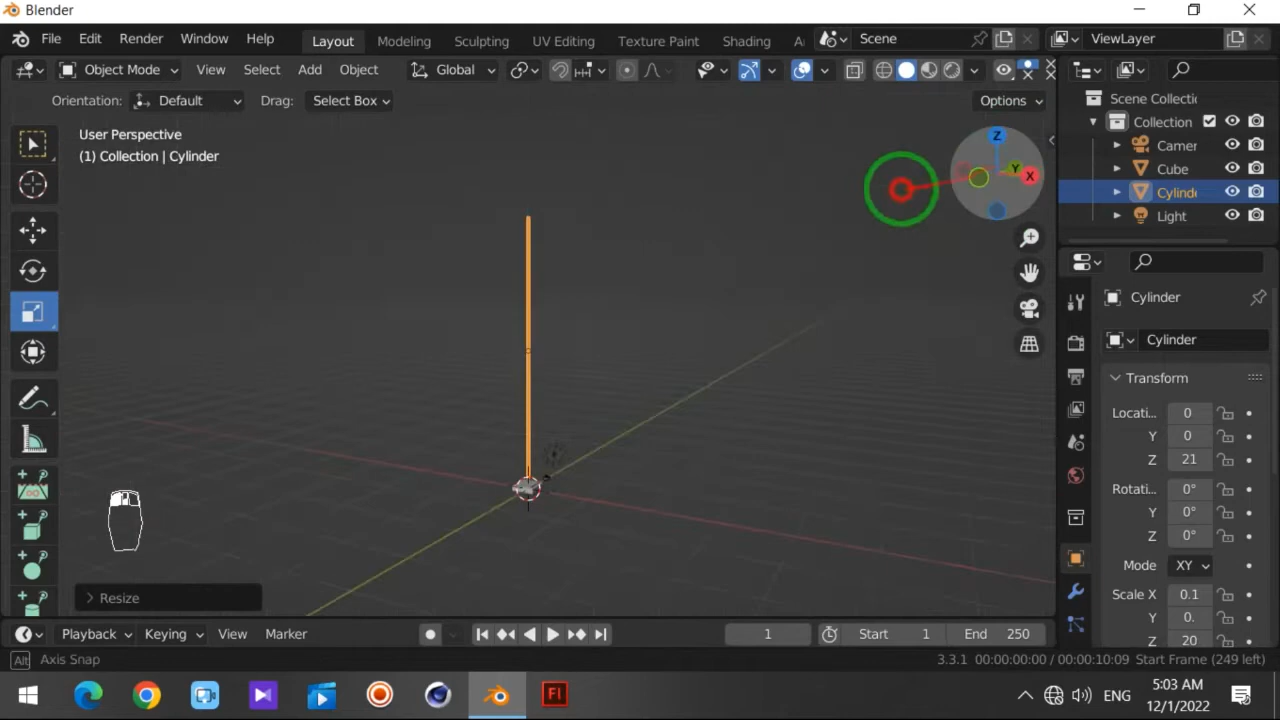 Blender
File Edit Render Window Help Layout Modeling Sculpting UV Editing Texture Paint Shading Scene ViewLayer
Object Mode View Select Add Object Global
Orientation: Default Drag: Select Box Options
User Perspective
(1) Collection | Cylinder
Z
Y
X
Scene Collecti
Collection
Camer
Cube
Cylind
Light
Cylinder
Cylinder
Transform
Locati... 0
Y 0
Z 21
Rotati... 0°
Y 0°
Z 0°
Mode XY
Scale X 0.1
Y 0.
Z 20
Resize
Playback Keying View Marker 1 Start 1 End 250
Alt Axis Snap 3.3.1 00:00:00:00 / 00:00:10:09 Start Frame (249 left)
Fl ENG 5:03 AM
12/1/2022